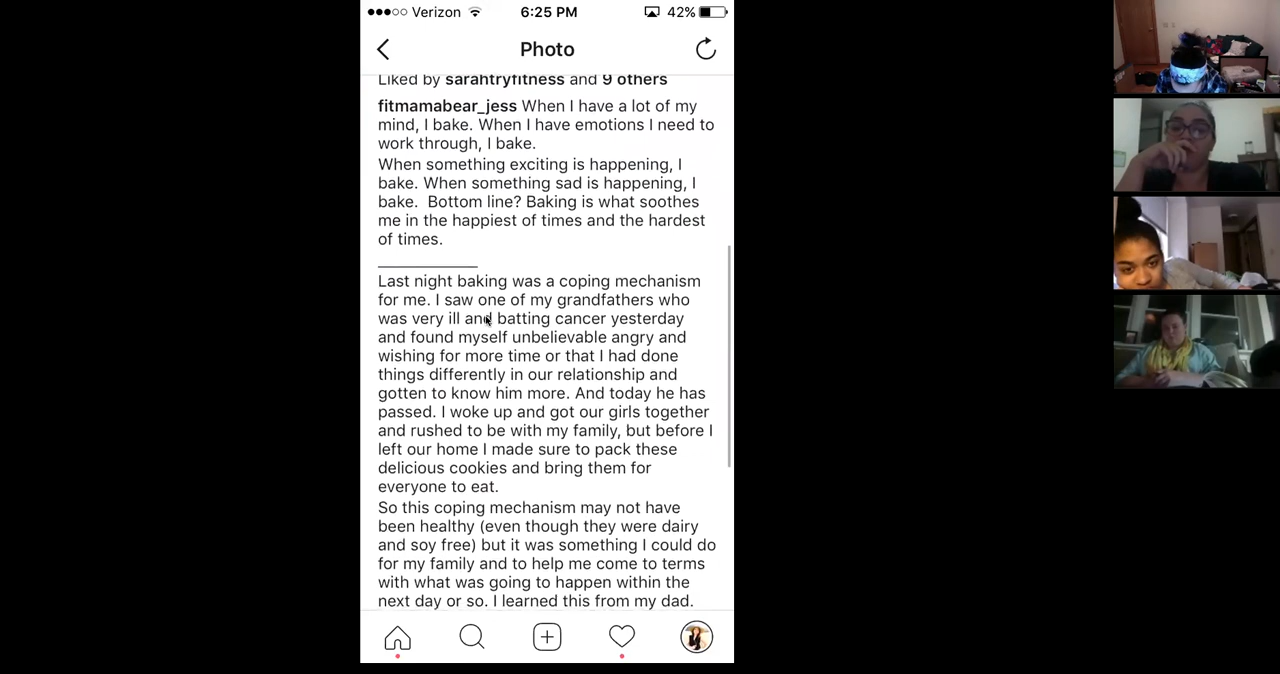 Verizon 6:25 PM 42%
Photo
Liked by sarahtryfitness and 9 others
fitmamabear_jess When I have a lot of my
mind, I bake. When I have emotions I need to
work through, I bake.
When something exciting is happening, I
bake. When something sad is happening, I
bake.  Bottom line? Baking is what soothes
me in the happiest of times and the hardest
of times.
___________
Last night baking was a coping mechanism
for me. I saw one of my grandfathers who
was very ill and batting cancer yesterday
and found myself unbelievable angry and
wishing for more time or that I had done
things differently in our relationship and
gotten to know him more. And today he has
passed. I woke up and got our girls together
and rushed to be with my family, but before I
left our home I made sure to pack these
delicious cookies and bring them for
everyone to eat.
So this coping mechanism may not have
been healthy (even though they were dairy
and soy free) but it was something I could do
for my family and to help me come to terms
with what was going to happen within the
next day or so. I learned this from my dad.